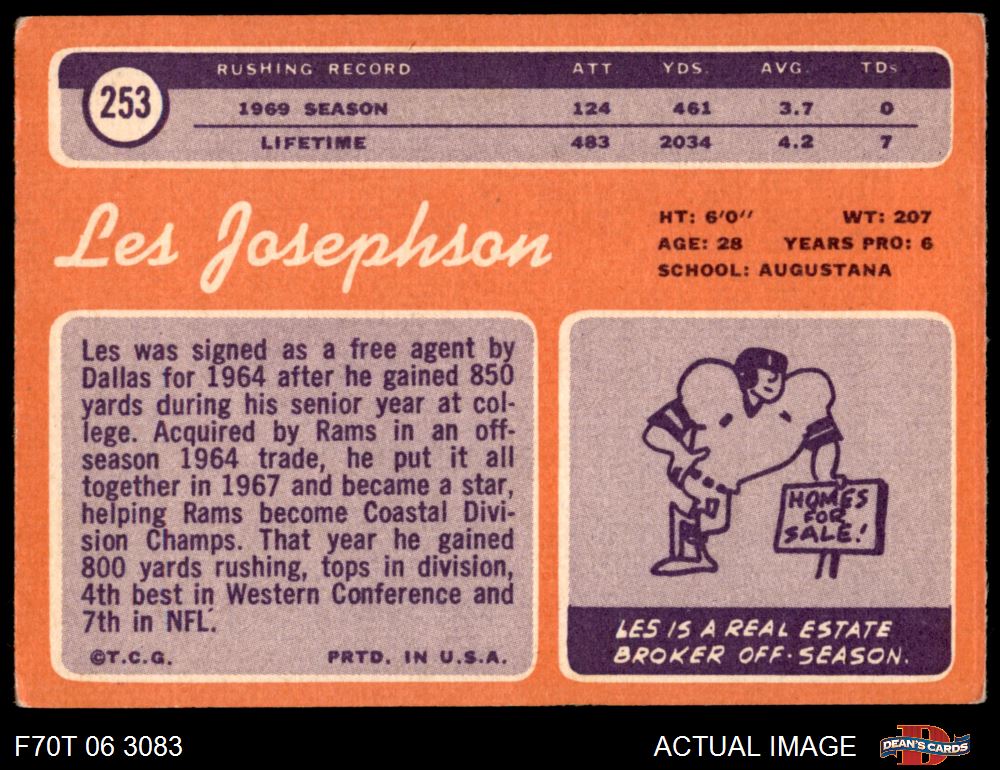 253
RUSHING RECORD ATT. YDS. AVG. TDs
1969 SEASON 124 461 3.7 0
LIFETIME 483 2034 4.2 7
Les Josephson
HT: 6'0" WT: 207
AGE: 28 YEARS PRO: 6
SCHOOL: AUGUSTANA
Les was signed as a free agent by
Dallas for 1964 after he gained 850
yards during his senior year at col-
lege. Acquired by Rams in an off-
season 1964 trade, he put it all
together in 1967 and became a star,
helping Rams become Coastal Divi-
sion Champs. That year he gained
800 yards rushing, tops in division,
4th best in Western Conference and
7th in NFL.
©T.C.G. PRTD. IN U.S.A.
HOMES
FOR
SALE!
LES IS A REAL ESTATE
BROKER OFF-SEASON.
F70T 06 3083
ACTUAL IMAGE
D
DEAN'S CARDS